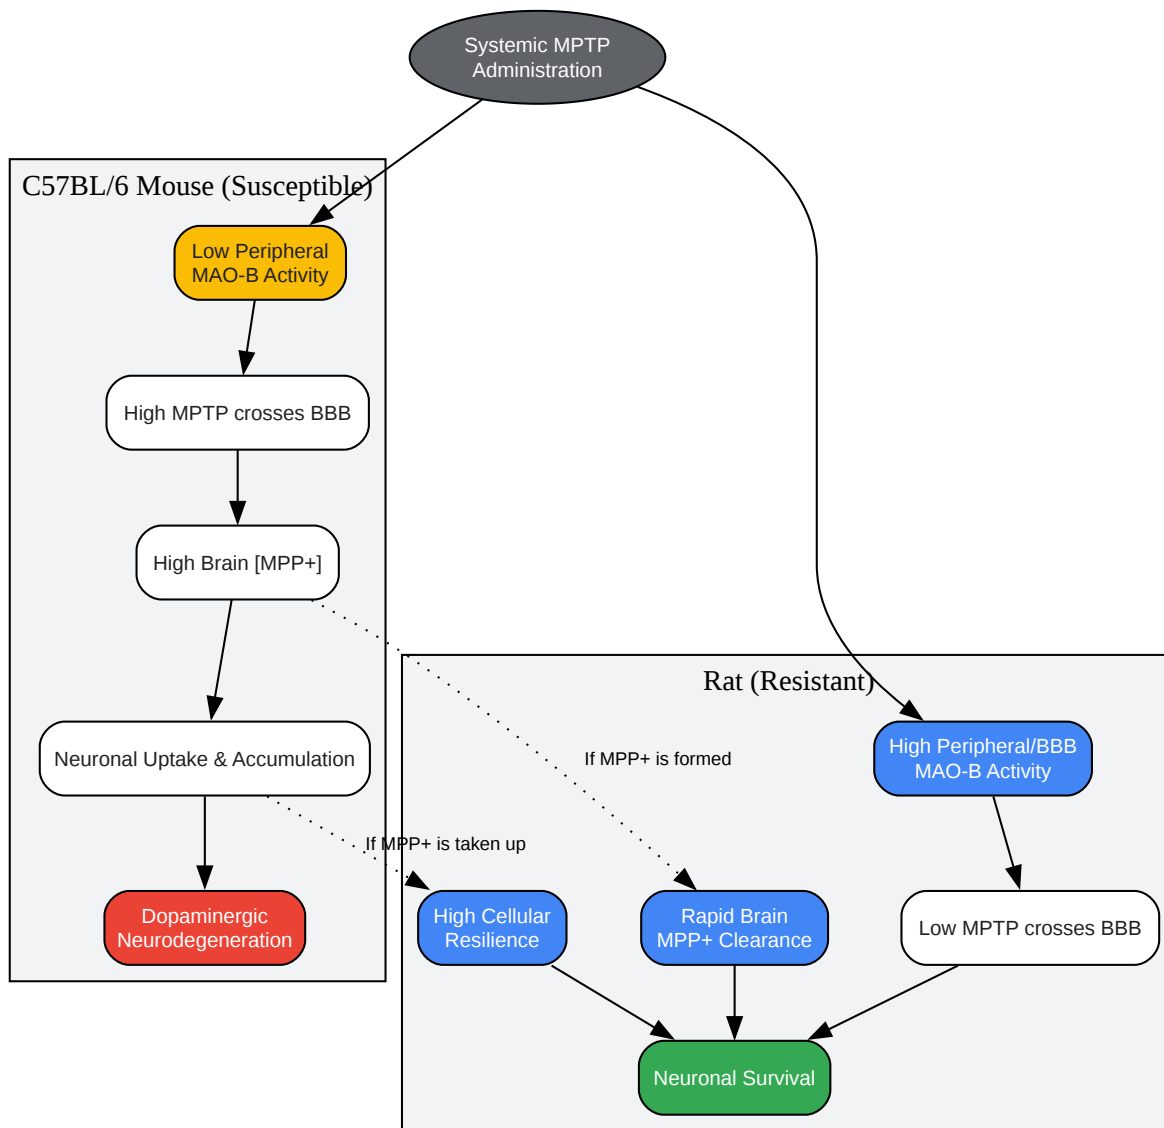 Systemic MPTP
Administration
C57BL/6 Mouse (Susceptible)
Low Peripheral
MAO-B Activity
High MPTP crosses BBB
High Brain [MPP+]
Neuronal Uptake & Accumulation
Dopaminergic
Neurodegeneration
If MPP+ is formed
If MPP+ is taken up
Rat (Resistant)
High Peripheral/BBB
MAO-B Activity
High Cellular
Resilience
Rapid Brain
MPP+ Clearance
Low MPTP crosses BBB
Neuronal Survival